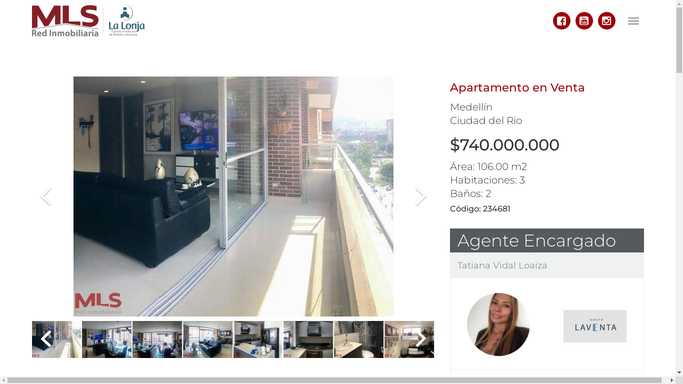 MLS
Red Inmobiliaria
La Lonja
Apartamento en Venta
Medellín
Ciudad del Rio
$740.000.000
Área: 106.00 m2
Habitaciones: 3
Baños: 2
Código: 234681
MLS
Agente Encargado
Tatiana Vidal Loaiza
LAVENTA